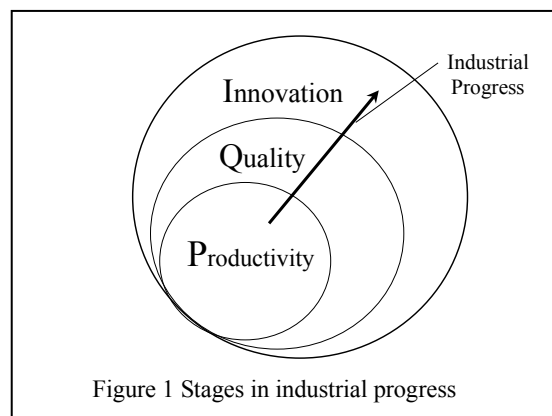 Industrial
Progress
Innovation
Quality
Productivity
Figure 1 Stages in industrial progress